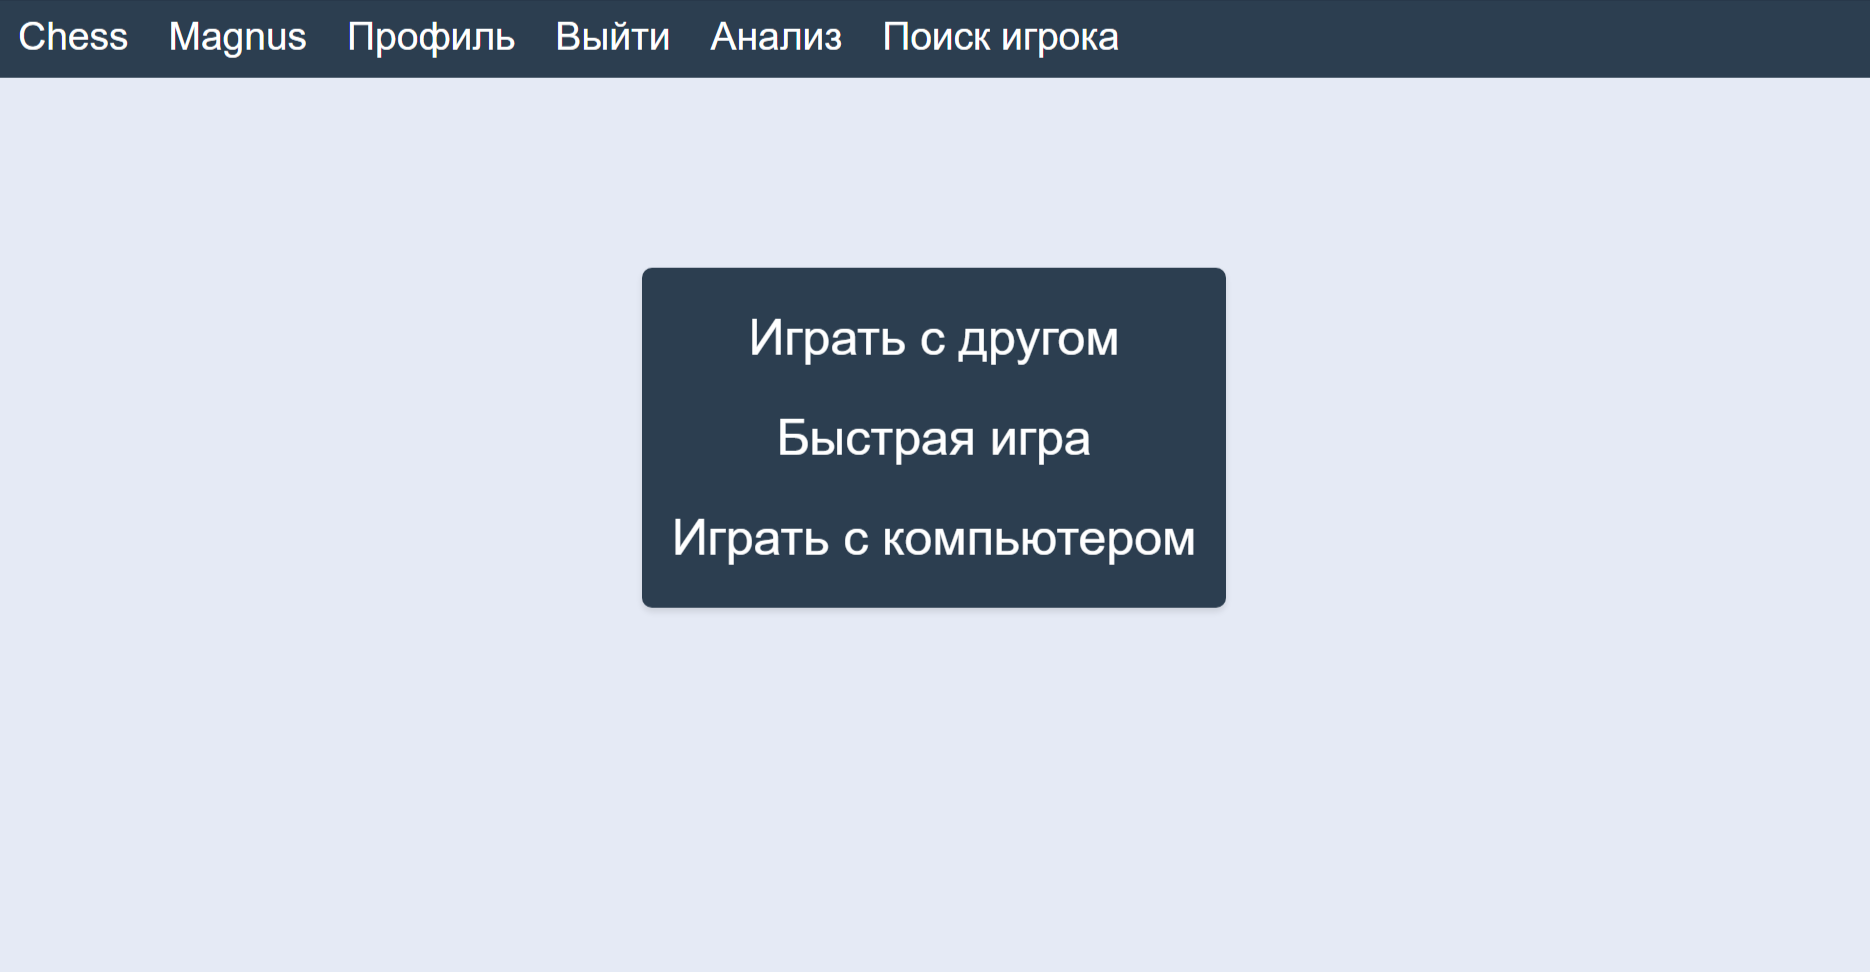 Chess Magnus Профиль Выйти Анализ Поиск игрока
Играть с другом
Быстрая игра
Играть с компьютером